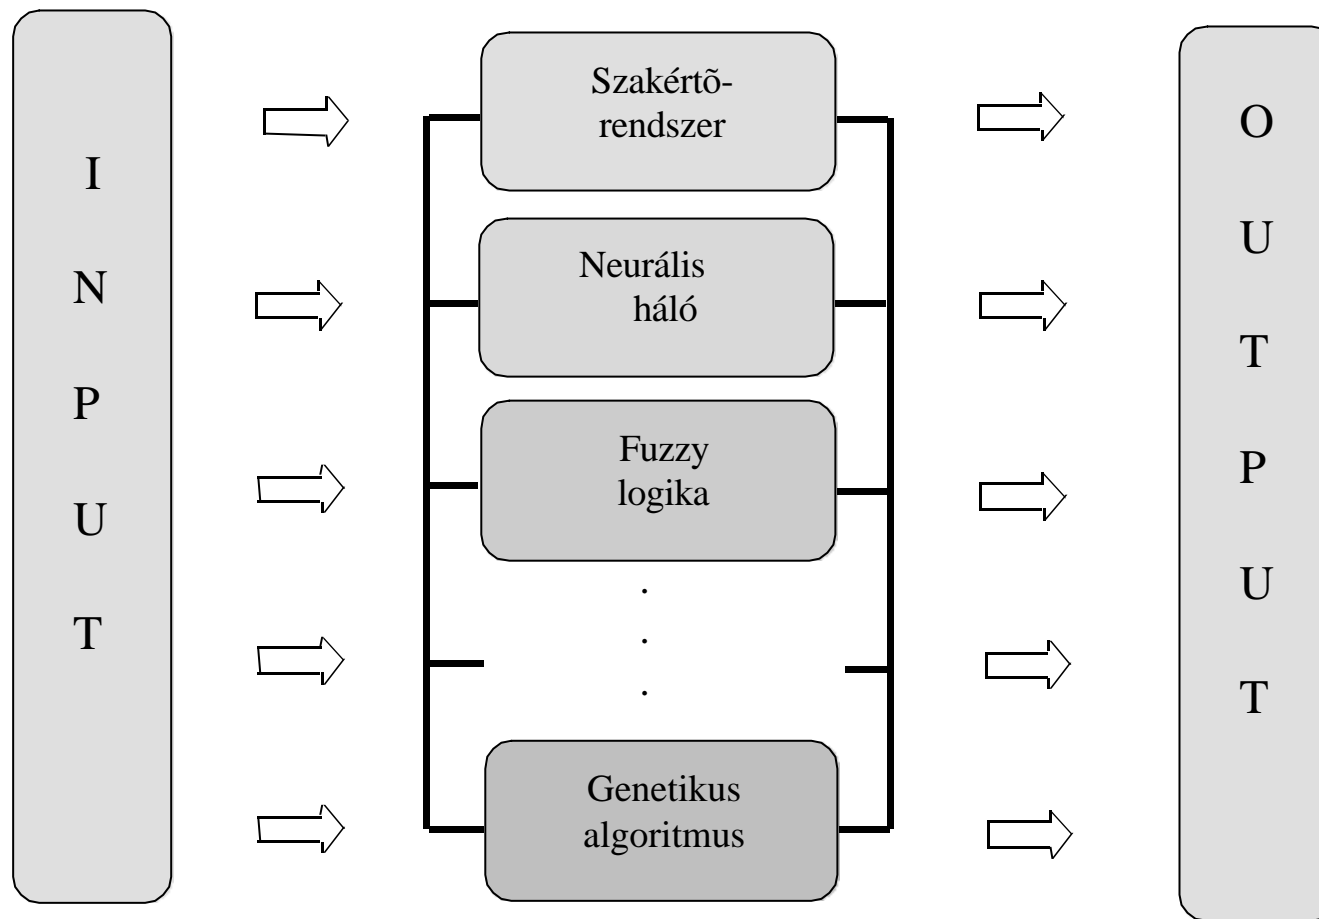 I
N
P
U
T
Szakértõ-
rendszer
Neurális
háló
Fuzzy
logika
.
.
.
Genetikus
algoritmus
O
U
T
P
U
T